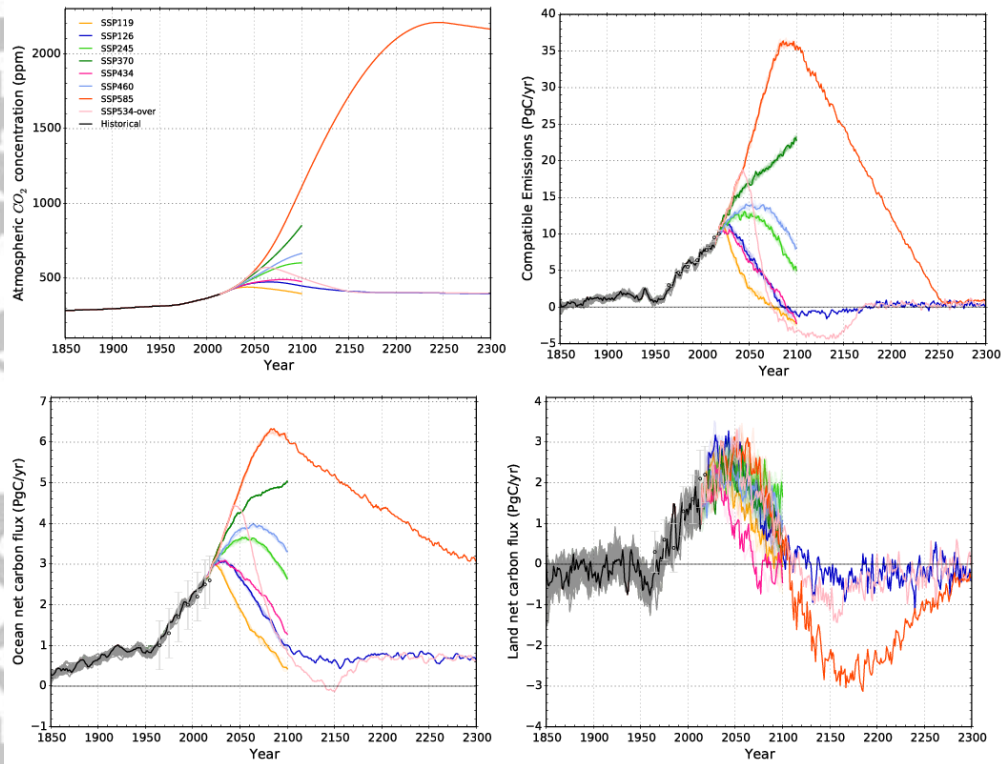 Atmospheric CO2 concentration (ppm)
2200
1500
1000
500
SSP119
SSP126
SSP245
SSP370
SSP434
SSP460
SSP585
SSP534-over
Historical
1850 1900 1950 2000 2050 2100 2150 2200 2250 2300
Year
Compatible Emissions (PgC/yr)
40
35
30
25
20
15
10
5
0
−5
1850 1900 1950 2000 2050 2100 2150 2200 2250 2300
Year
Ocean net carbon flux (PgC/yr)
7
6
5
4
3
2
1
0
−1
1850 1900 1950 2000 2050 2100 2150 2200 2250 2300
Year
Land net carbon flux (PgC/yr)
4
3
2
1
0
−1
−2
−3
−4
1850 1900 1950 2000 2050 2100 2150 2200 2250 2300
Year